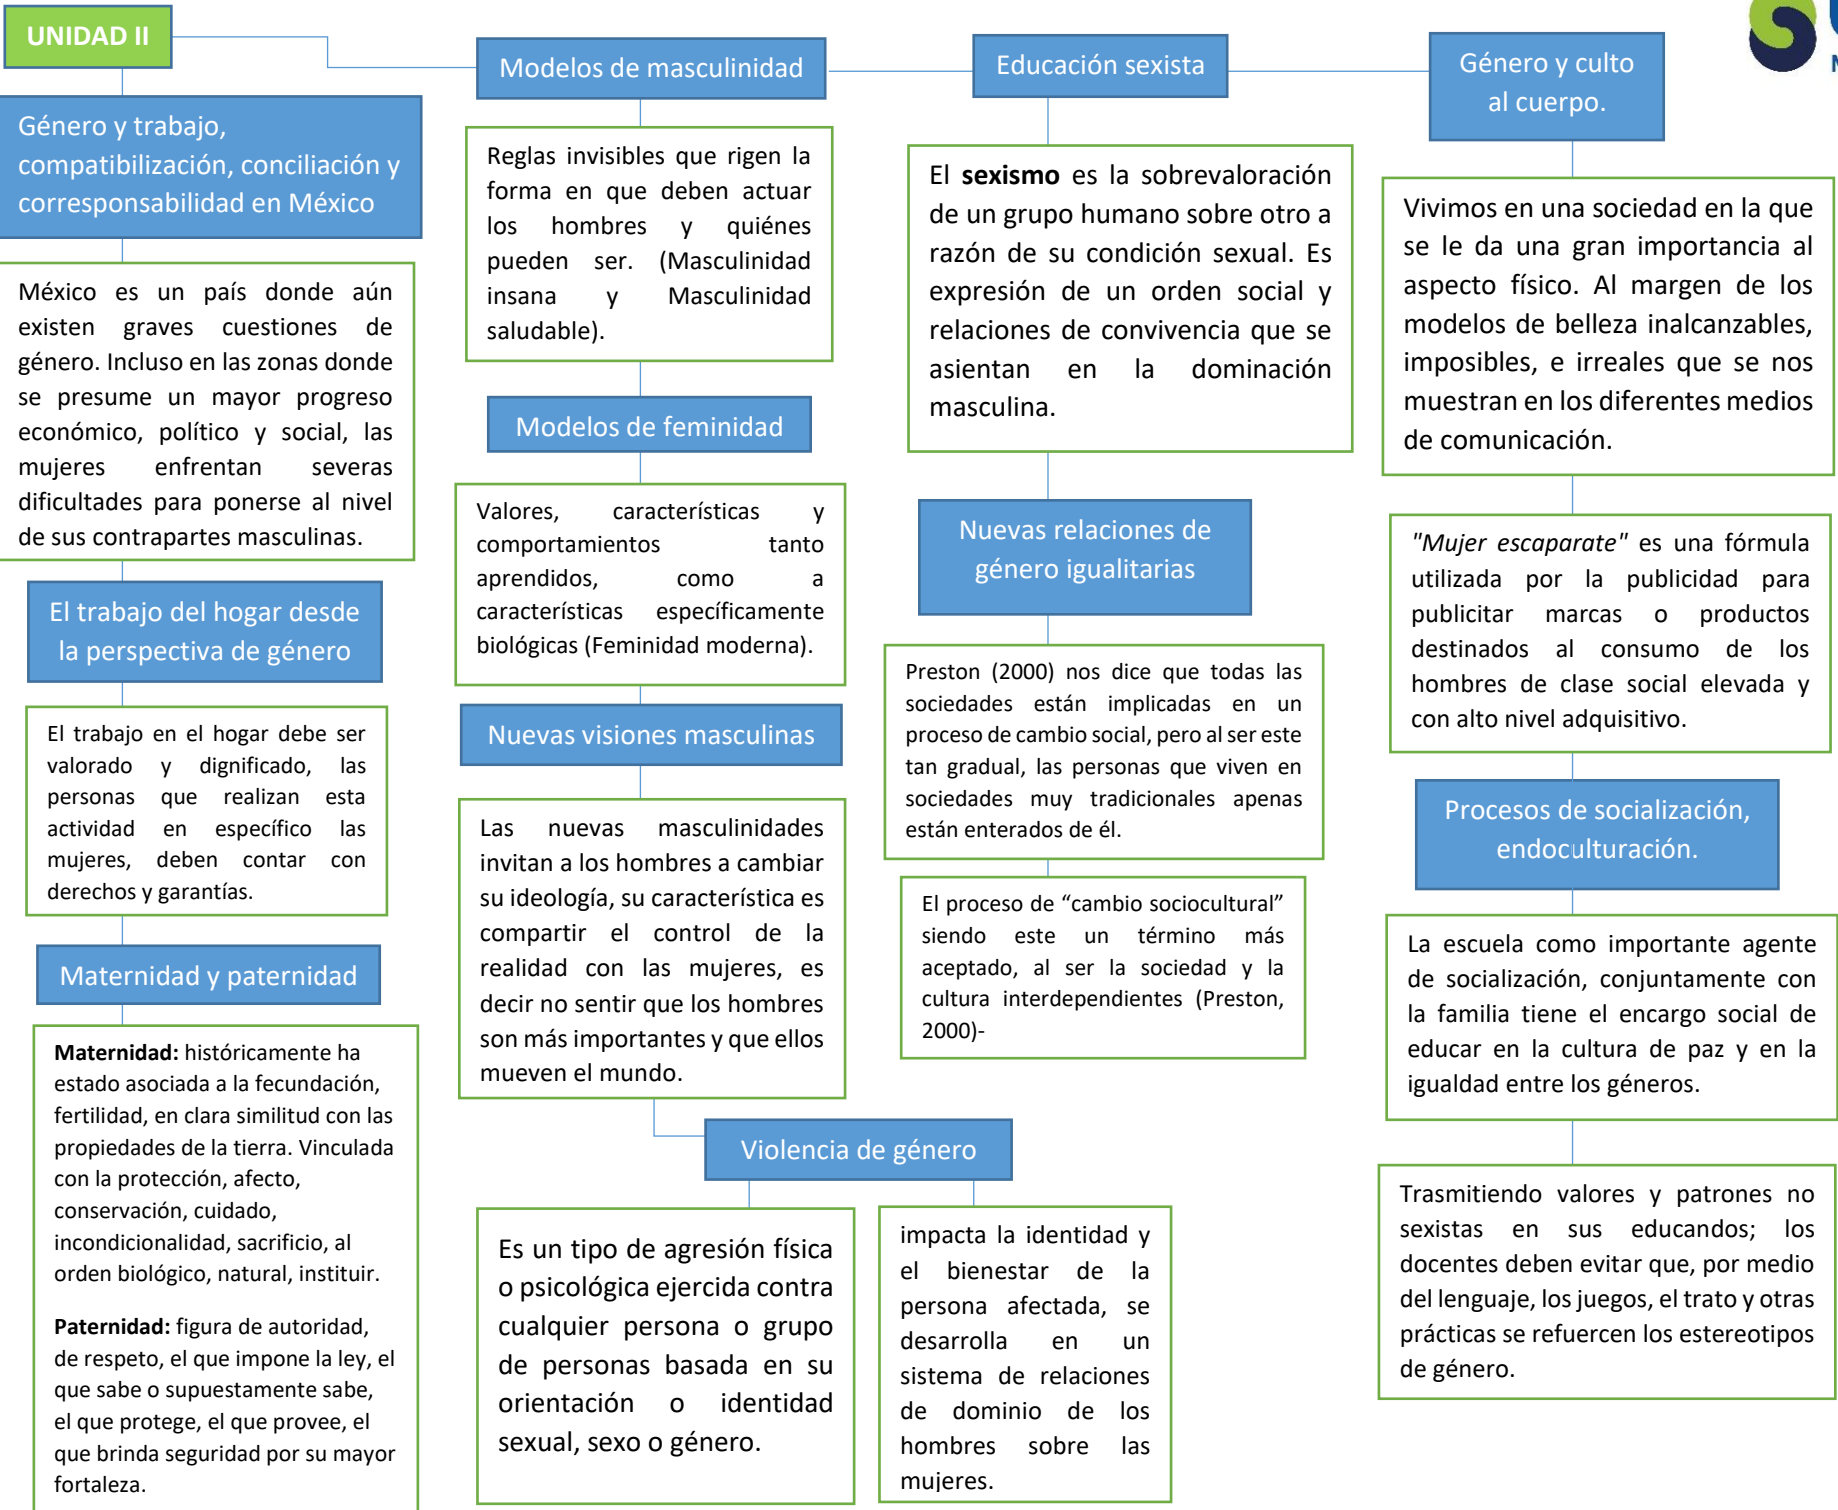 UNIDAD II
Género y trabajo,
compatibilización, conciliación y
corresponsabilidad en México
México es un país donde aún
existen graves cuestiones de
género. Incluso en las zonas donde
se presume un mayor progreso
económico, político y social, las
mujeres enfrentan severas
dificultades para ponerse al nivel
de sus contrapartes masculinas.
El trabajo del hogar desde
la perspectiva de género
El trabajo en el hogar debe ser
valorado y dignificado, las
personas que realizan esta
actividad en específico las
mujeres, deben contar con
derechos y garantías.
Maternidad y paternidad
Maternidad: históricamente ha
estado asociada a la fecundación,
fertilidad, en clara similitud con las
propiedades de la tierra. Vinculada
con la protección, afecto,
conservación, cuidado,
incondicionalidad, sacrificio, al
orden biológico, natural, instituir.
Paternidad: figura de autoridad,
de respeto, el que impone la ley, el
que sabe o supuestamente sabe,
el que protege, el que provee, el
que brinda seguridad por su mayor
fortaleza.
Modelos de masculinidad
Reglas invisibles que rigen la
forma en que deben actuar
los hombres y quiénes
pueden ser. (Masculinidad
insana y Masculinidad
saludable).
Modelos de feminidad
Valores, características y
comportamientos tanto
aprendidos, como a
características específicamente
biológicas (Feminidad moderna).
Nuevas visiones masculinas
Las nuevas masculinidades
invitan a los hombres a cambiar
su ideología, su característica es
compartir el control de la
realidad con las mujeres, es
decir no sentir que los hombres
son más importantes y que ellos
mueven el mundo.
Violencia de género
Es un tipo de agresión física
o psicológica ejercida contra
cualquier persona o grupo
de personas basada en su
orientación o identidad
sexual, sexo o género.
impacta la identidad y
el bienestar de la
persona afectada, se
desarrolla en un
sistema de relaciones
de dominio de los
hombres sobre las
mujeres.
Educación sexista
El sexismo es la sobrevaloración
de un grupo humano sobre otro a
razón de su condición sexual. Es
expresión de un orden social y
relaciones de convivencia que se
asientan en la dominación
masculina.
Nuevas relaciones de
género igualitarias
Preston (2000) nos dice que todas las
sociedades están implicadas en un
proceso de cambio social, pero al ser este
tan gradual, las personas que viven en
sociedades muy tradicionales apenas
están enterados de él.
El proceso de “cambio sociocultural”
siendo este un término más
aceptado, al ser la sociedad y la
cultura interdependientes (Preston,
2000)-
Género y culto
al cuerpo.
Vivimos en una sociedad en la que
se le da una gran importancia al
aspecto físico. Al margen de los
modelos de belleza inalcanzables,
imposibles, e irreales que se nos
muestran en los diferentes medios
de comunicación.
"Mujer escaparate" es una fórmula
utilizada por la publicidad para
publicitar marcas o productos
destinados al consumo de los
hombres de clase social elevada y
con alto nivel adquisitivo.
Procesos de socialización,
endoculturación.
La escuela como importante agente
de socialización, conjuntamente con
la familia tiene el encargo social de
educar en la cultura de paz y en la
igualdad entre los géneros.
Trasmitiendo valores y patrones no
sexistas en sus educandos; los
docentes deben evitar que, por medio
del lenguaje, los juegos, el trato y otras
prácticas se refuercen los estereotipos
de género.